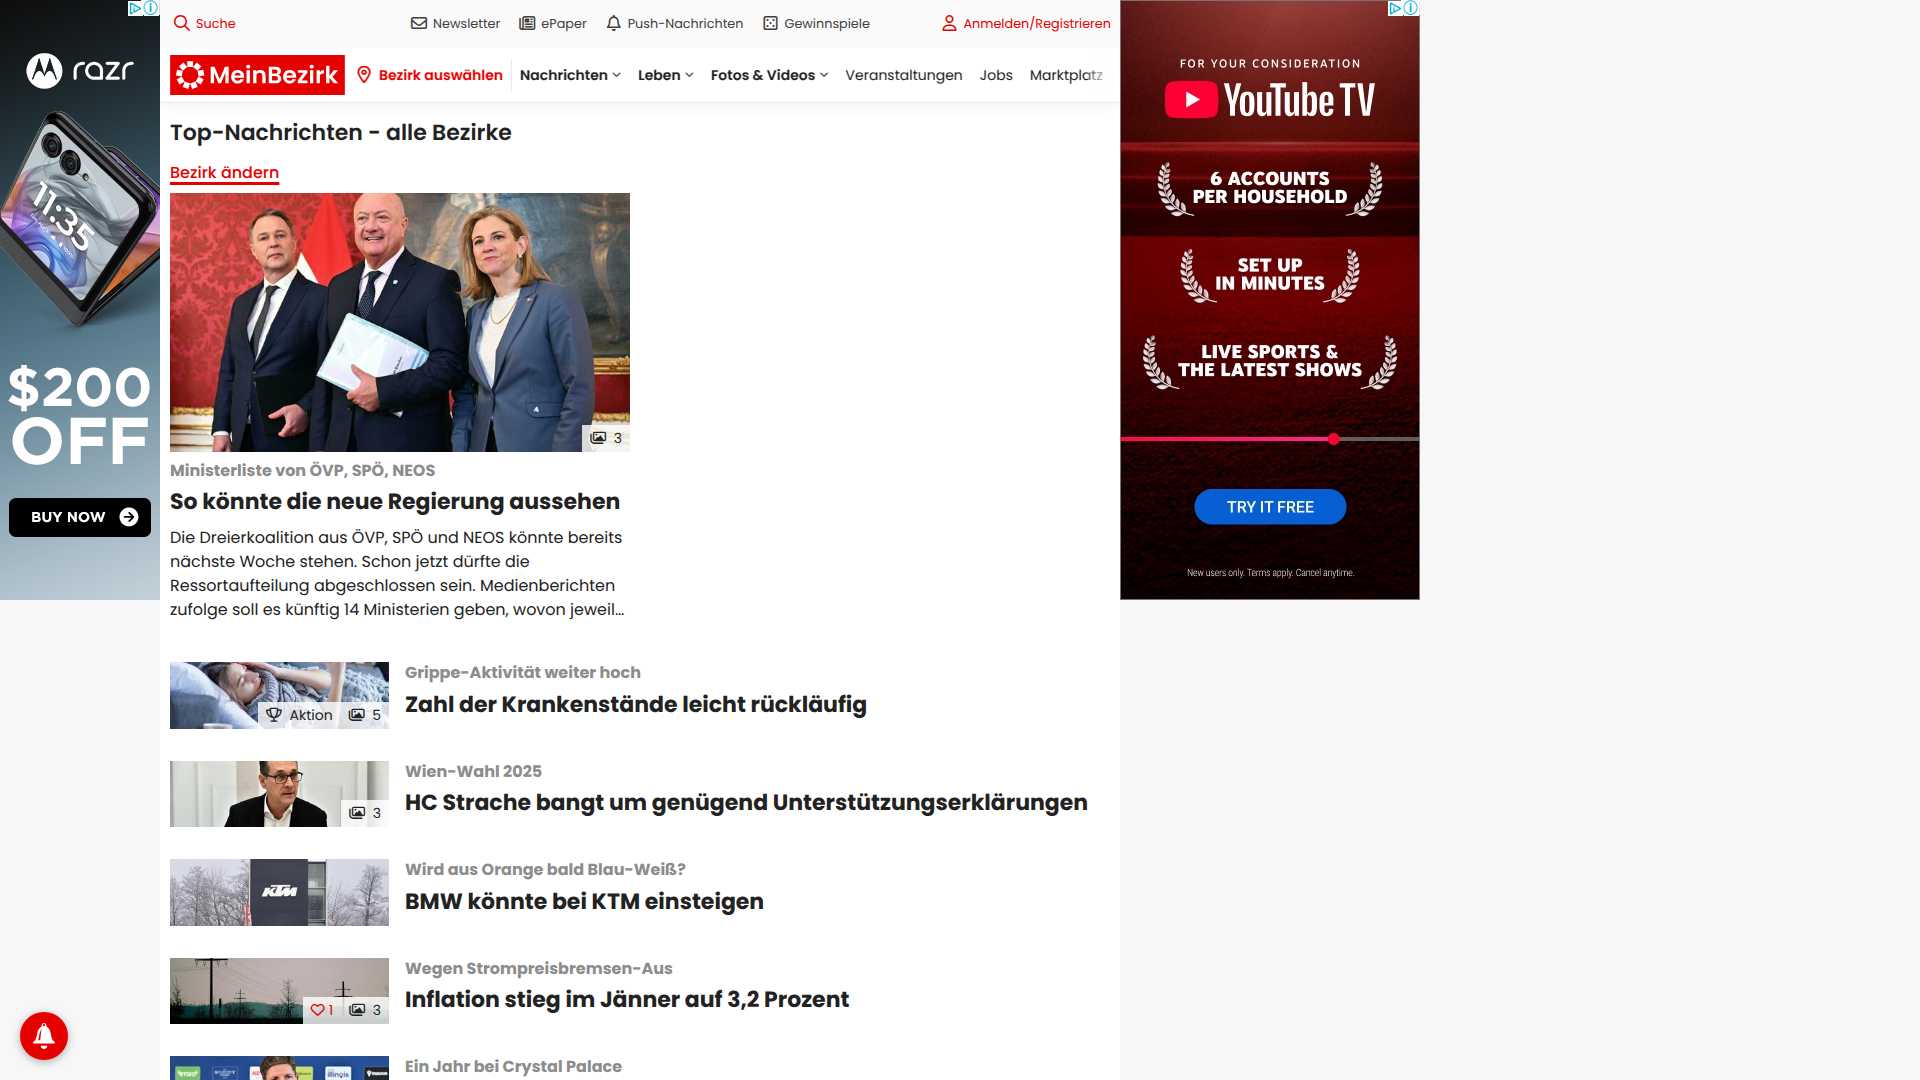 Suche
Newsletter
ePaper
Push-Nachrichten
Gewinnspiele
Anmelden/Registrieren
MeinBezirk
Bezirk auswählen
Nachrichten
Leben
Fotos & Videos
Veranstaltungen
Jobs
Marktplatz
razr
11:35
$200
OFF
BUY NOW
Top-Nachrichten - alle Bezirke
Bezirk ändern
3
Ministerliste von ÖVP, SPÖ, NEOS
So könnte die neue Regierung aussehen
Die Dreierkoalition aus ÖVP, SPÖ und NEOS könnte bereits
nächste Woche stehen. Schon jetzt dürfte die
Ressortaufteilung abgeschlossen sein. Medienberichten
zufolge soll es künftig 14 Ministerien geben, wovon jeweil...
Aktion 5
Grippe-Aktivität weiter hoch
Zahl der Krankenstände leicht rückläufig
3
Wien-Wahl 2025
HC Strache bangt um genügend Unterstützungserklärungen
KTM
Wird aus Orange bald Blau-Weiß?
BMW könnte bei KTM einsteigen
1 3
Wegen Strompreisbremsen-Aus
Inflation stieg im Jänner auf 3,2 Prozent
Ein Jahr bei Crystal Palace
FOR YOUR CONSIDERATION
YouTube TV
6 ACCOUNTS
PER HOUSEHOLD
SET UP
IN MINUTES
LIVE SPORTS &
THE LATEST SHOWS
TRY IT FREE
New users only. Terms apply. Cancel anytime.